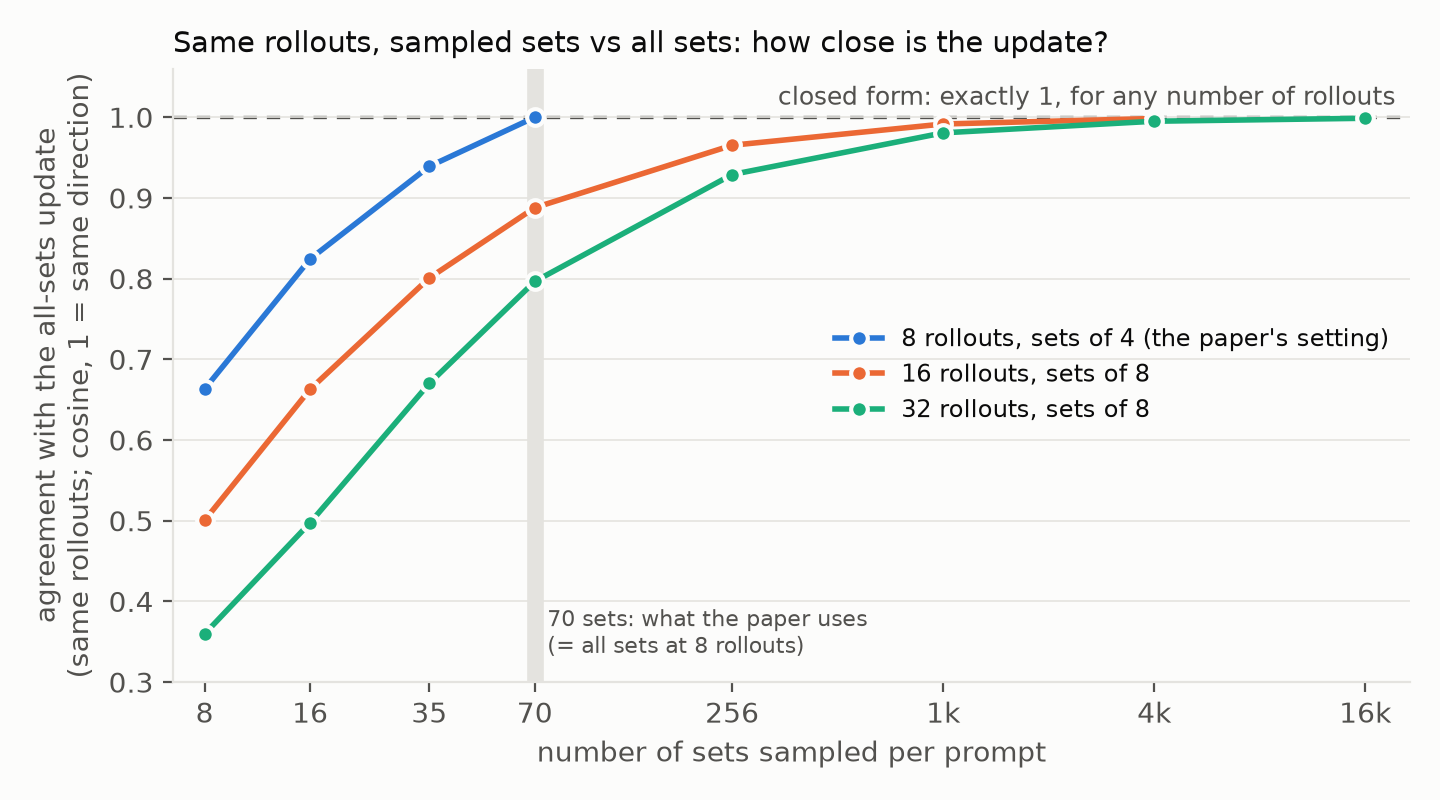 Same rollouts, sampled sets vs all sets: how close is the update?
closed form: exactly 1, for any number of rollouts
agreement with the all-sets update
(same rollouts; cosine, 1 = same direction)
1.0
0.9
0.8
0.7
0.6
0.5
0.4
0.3
8 rollouts, sets of 4 (the paper's setting)
16 rollouts, sets of 8
32 rollouts, sets of 8
70 sets: what the paper uses
(= all sets at 8 rollouts)
8 16 35 70 256 1k 4k 16k
number of sets sampled per prompt